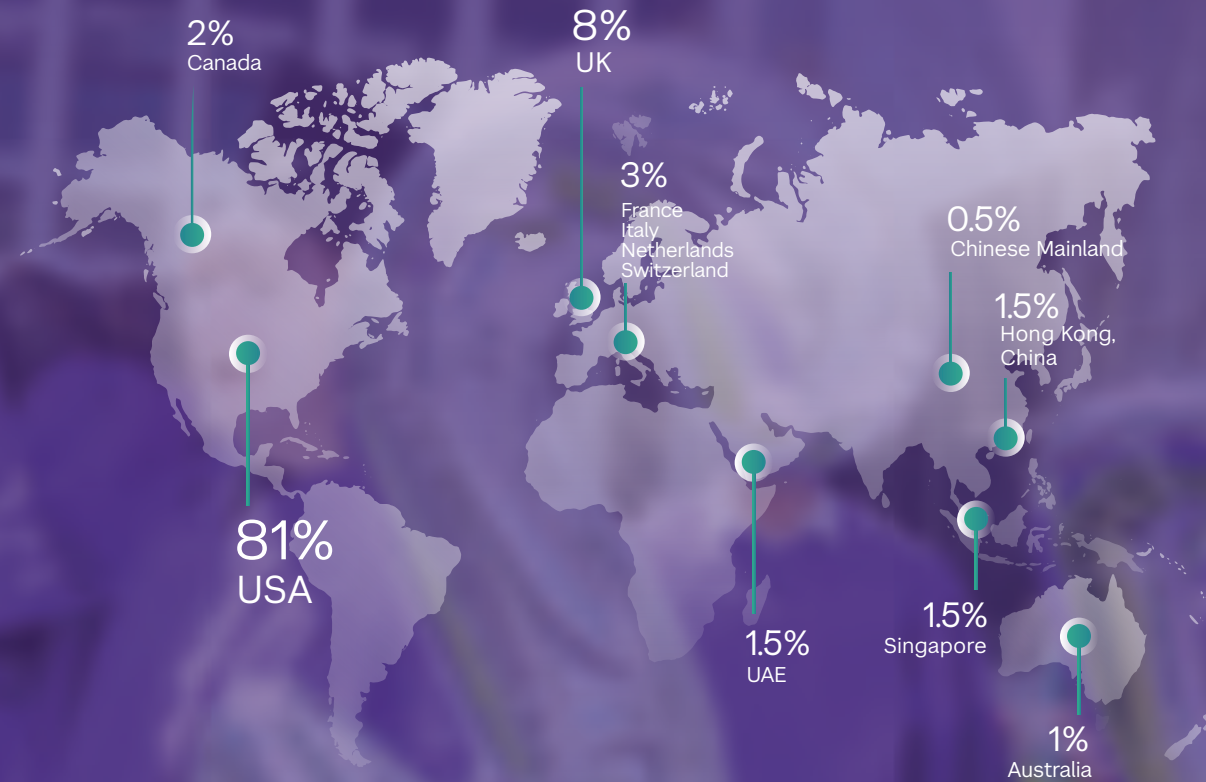 2%
Canada
8%
UK
3%
France
Italy
Netherlands
Switzerland
0.5%
Chinese Mainland
1.5%
Hong Kong,
China
81%
USA
1.5%
UAE
1.5%
Singapore
1%
Australia